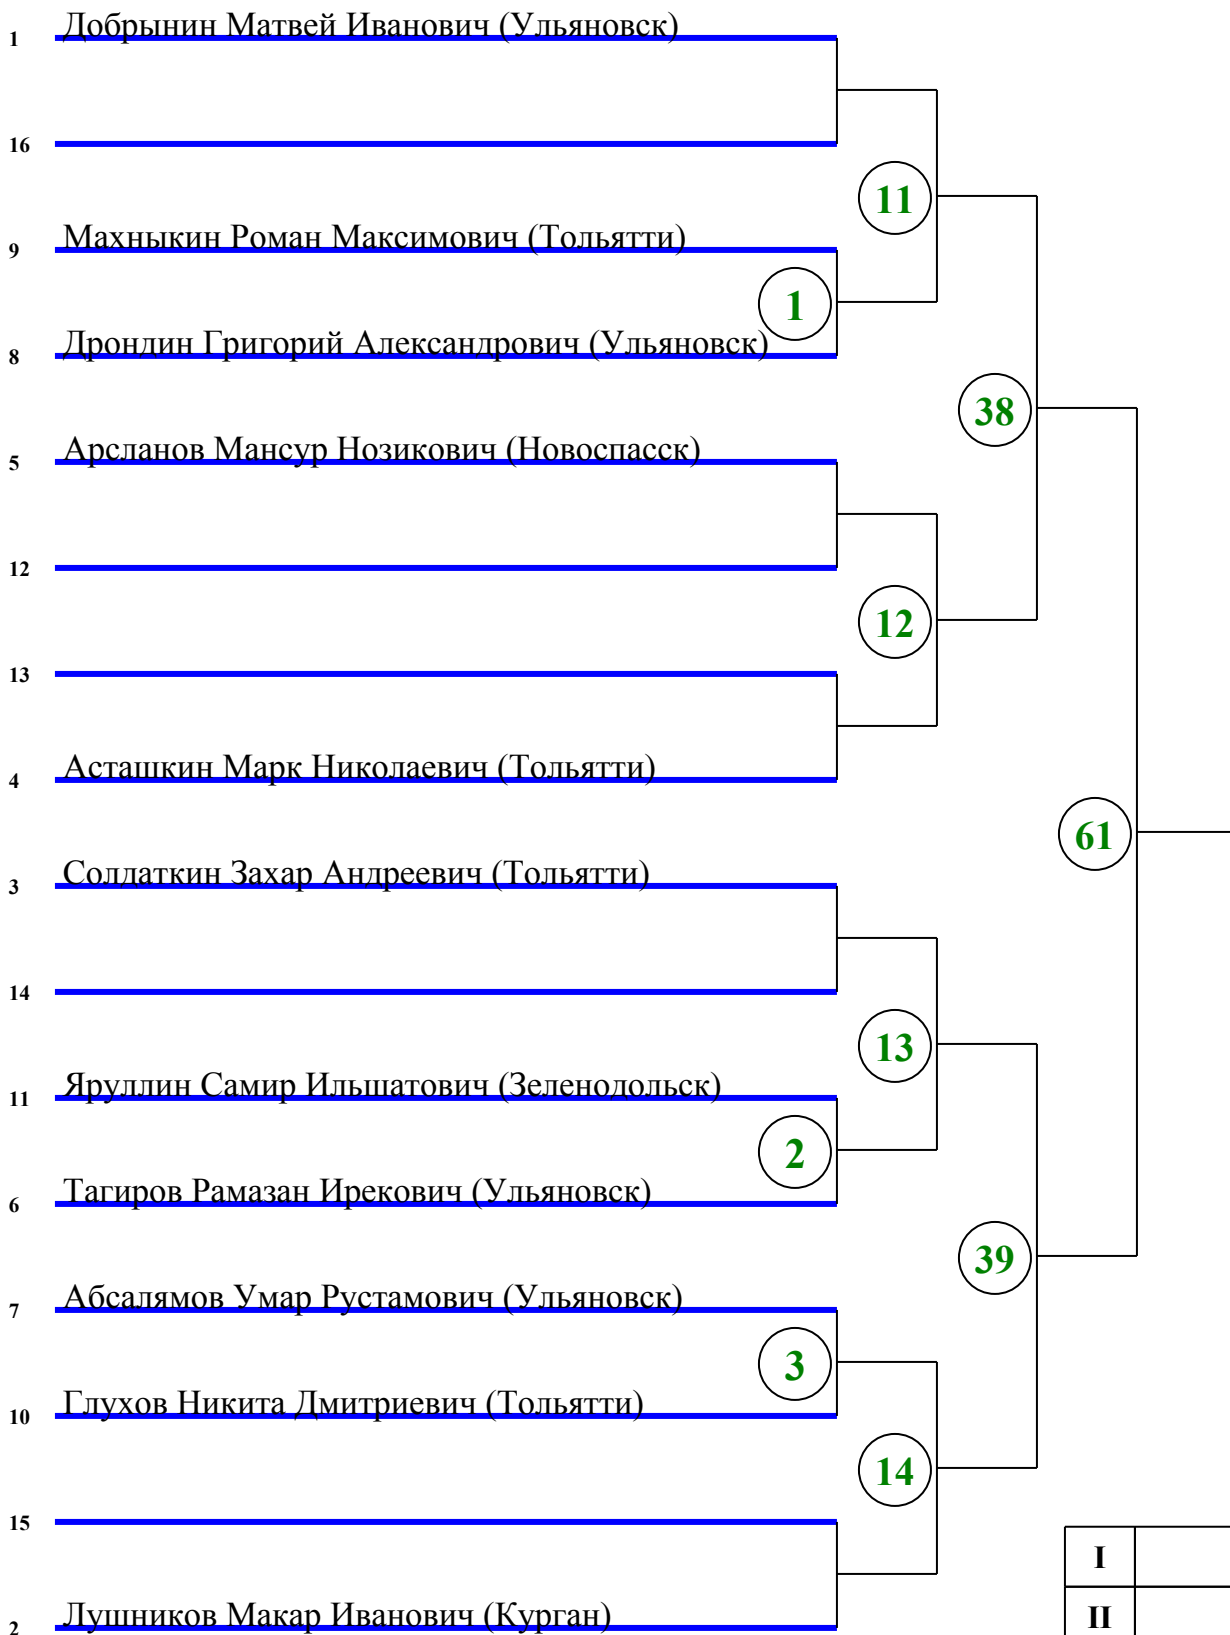 1 Добрынин Матвей Иванович (Ульяновск)
16
11
9 Махныкин Роман Максимович (Тольятти)
1
8 Дрондин Григорий Александрович (Ульяновск)
38
5 Арсланов Мансур Нозикович (Новоспасск)
12
12
13
4 Асташкин Марк Николаевич (Тольятти)
61
3 Солдаткин Захар Андреевич (Тольятти)
14
13
11 Яруллин Самир Ильшатович (Зеленодольск)
2
6 Тагиров Рамазан Ирекович (Ульяновск)
39
7 Абсалямов Умар Рустамович (Ульяновск)
3
10 Глухов Никита Дмитриевич (Тольятти)
14
15
I
2 Лушников Макар Иванович (Курган)
II